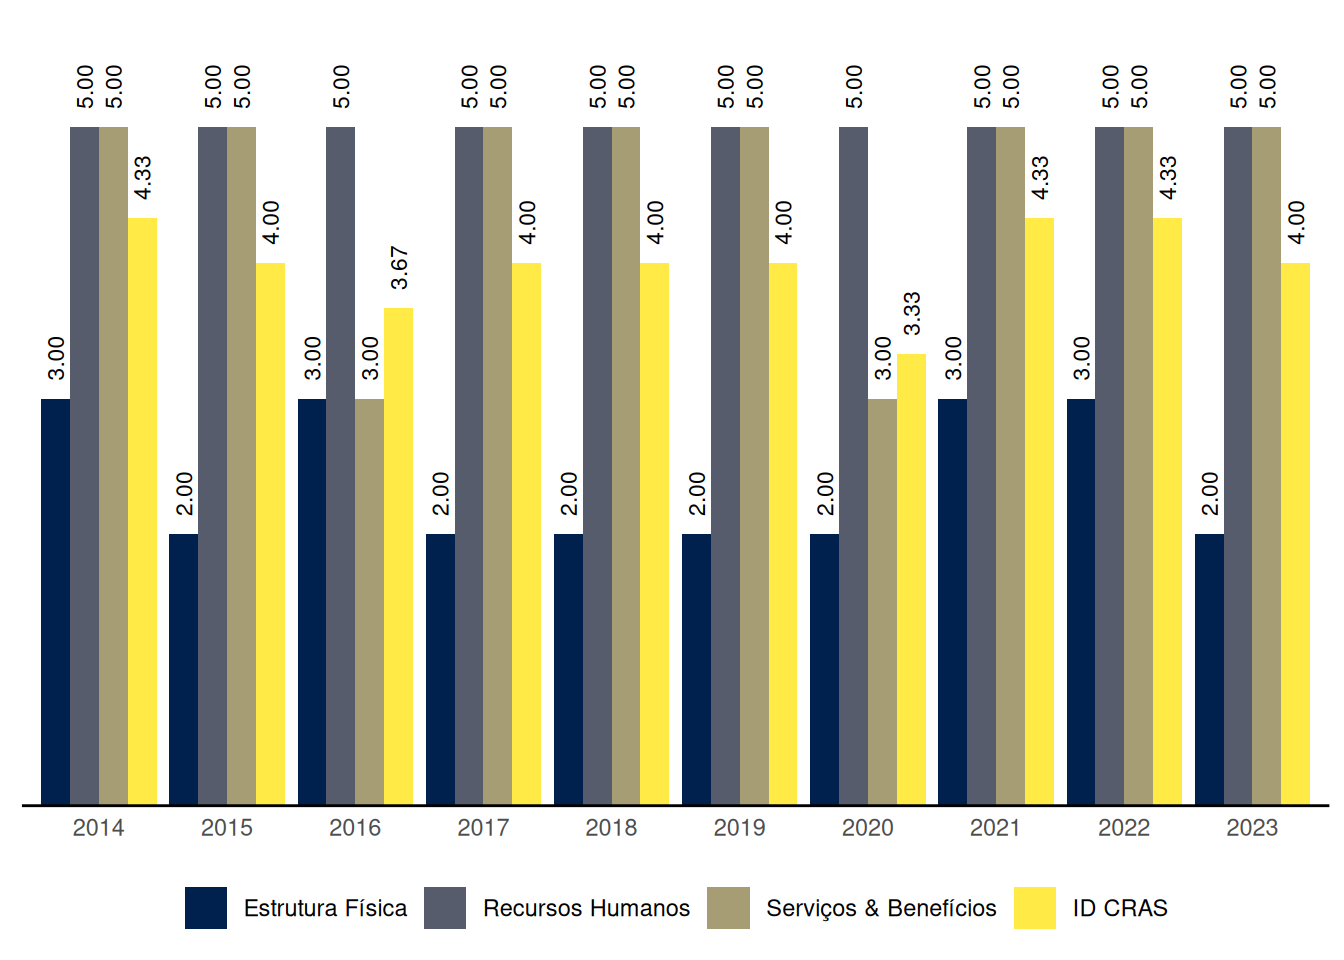 5.00 5.00 5.00 5.00 5.00 5.00 5.00 5.00 5.00 5.00 5.00 5.00 5.00 5.00 5.00 5.00 5.00 5.00
4.33 4.33 4.33
4.00 4.00 4.00 4.00 4.00
3.67
3.33
3.00 3.00 3.00 3.00 3.00 3.00
2.00 2.00 2.00 2.00 2.00 2.00
2014 2015 2016 2017 2018 2019 2020 2021 2022 2023
Estrutura Física Recursos Humanos Serviços & Benefícios ID CRAS